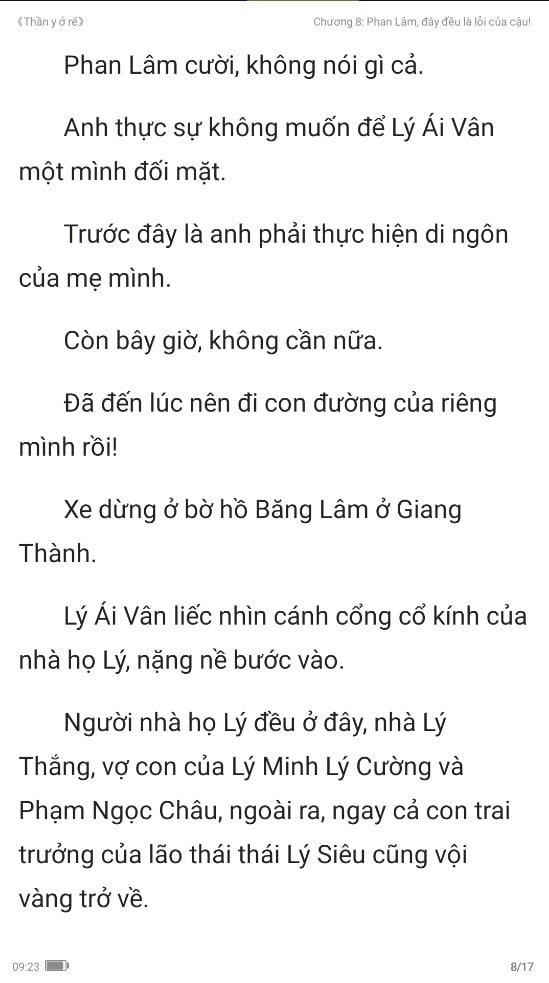 《Thần y ở rể》
Chương 8: Phan Lâm, đây đều là lỗi của cậu!
Phan Lâm cười, không nói gì cả.
Anh thực sự không muốn để Lý Ái Vân
một mình đối mặt.
Trước đây là anh phải thực hiện di ngôn
của mẹ mình.
Còn bây giờ, không cần nữa.
Đã đến lúc nên đi con đường của riêng
mình rồi!
Xe dừng ở bờ hồ Băng Lâm ở Giang
Thành.
Lý Ái Vân liếc nhìn cánh cổng cổ kính của
nhà họ Lý, nặng nề bước vào.
Người nhà họ Lý đều ở đây, nhà Lý
Thắng, vợ con của Lý Minh Lý Cường và
Phạm Ngọc Châu, ngoài ra, ngay cả con trai
trưởng của lão thái thái Lý Siêu cũng vội
vàng trở về.
09:23
8/17